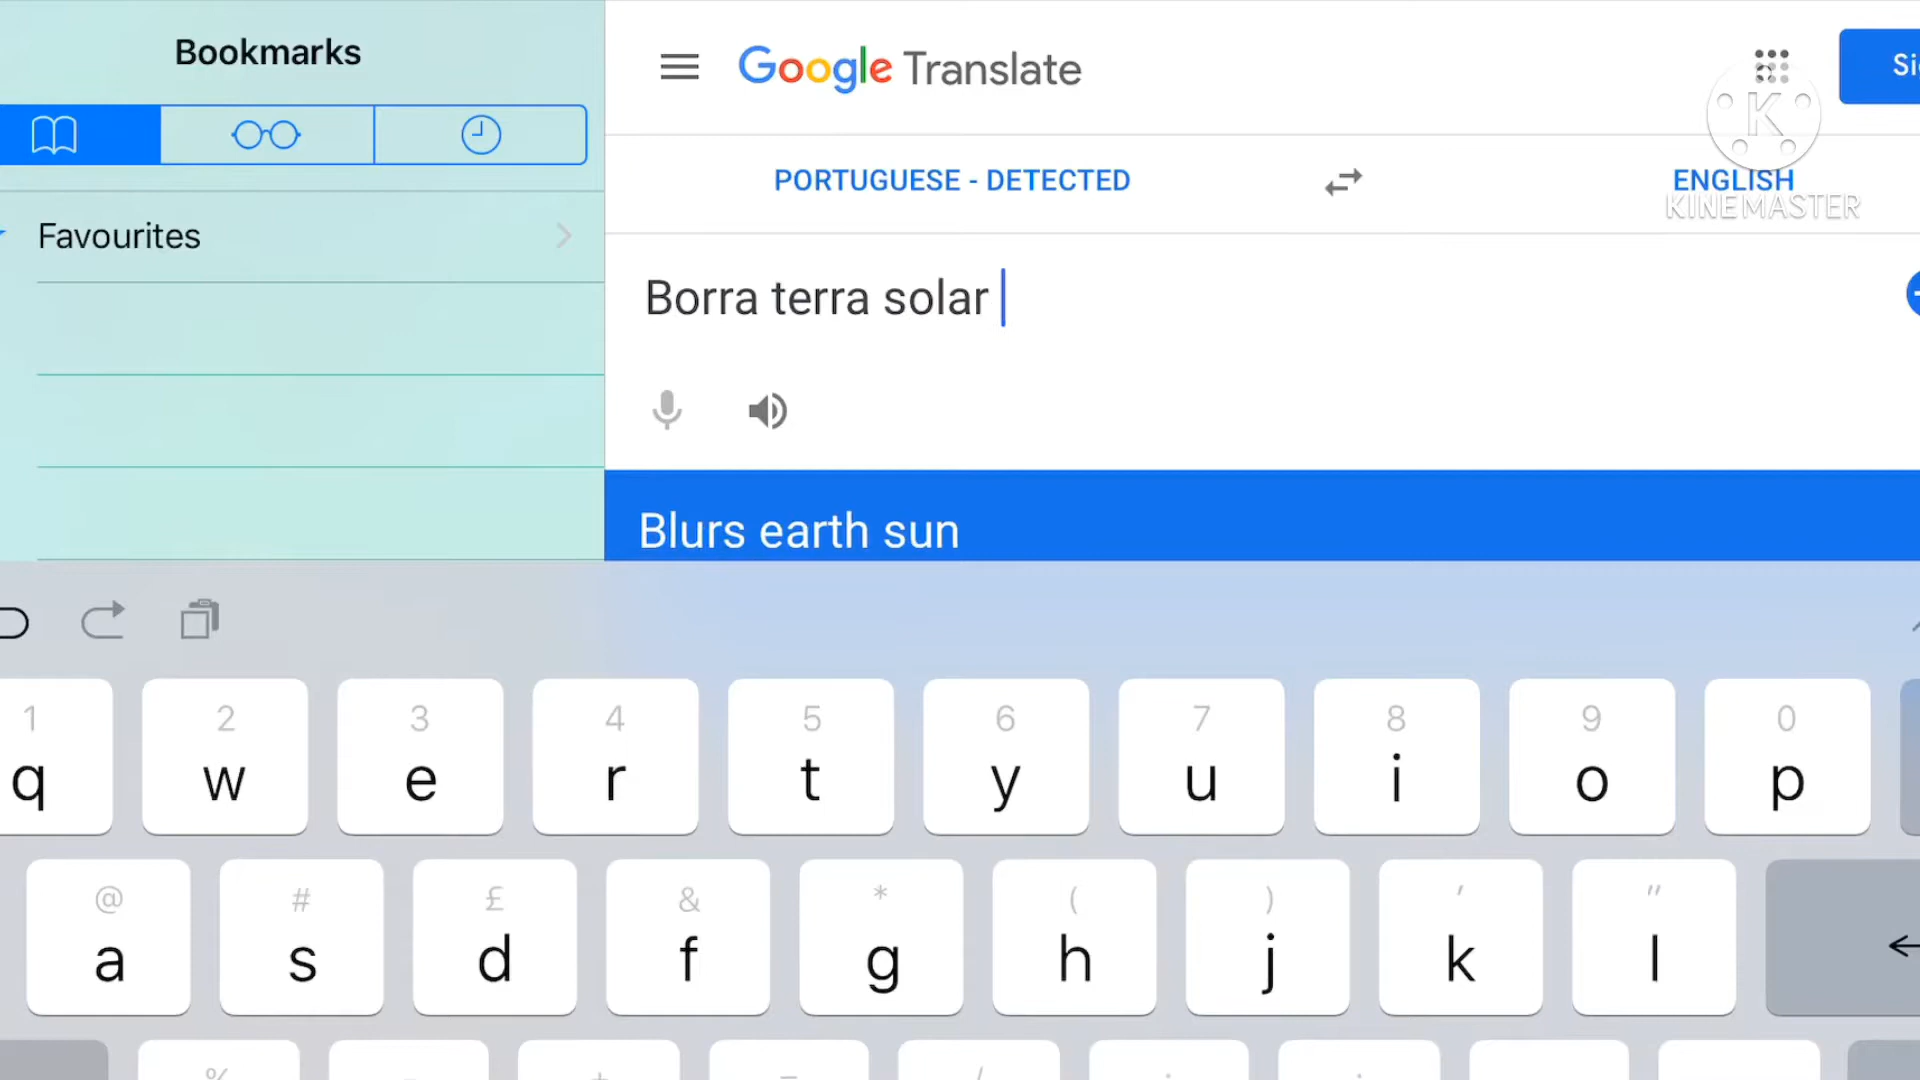 Bookmarks
Google Translate
Si
PORTUGUESE - DETECTED
ENGLISH
KINEMASTER
K
Favourites
Borra terra solar
Blurs earth sun
1 2 3 4 5 6 7 8 9 0
q w e r t y u i o p
@ # £ & * ( ) ' "
a s d f g h j k l
%